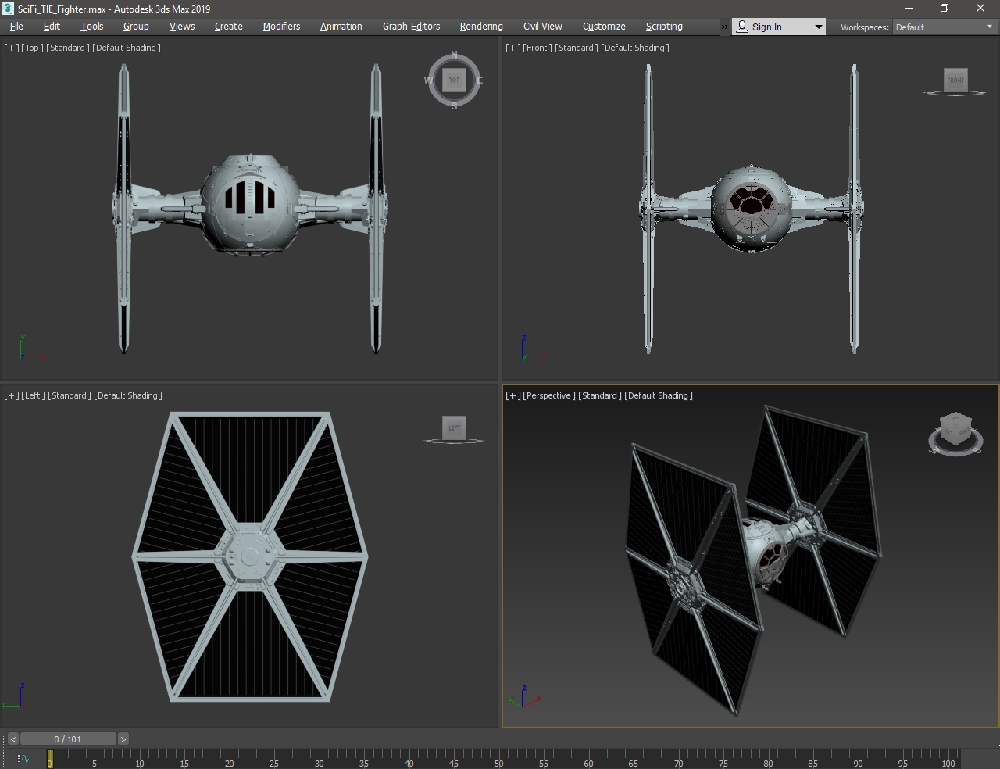 SciFi_TIE_Fighter.max - Autodesk 3ds Max 2019
File Edit Tools Group Views Create Modifiers Animation Graph Editors Rendering Civil View Customize Scripting » Sign In Workspaces: Default
[+] [Top] [Standard] [Default Shading]
[+] [Front] [Standard] [Default Shading]
N
W TOP E
S
FRONT
[+] [Left] [Standard] [Default Shading]
[+] [Perspective] [Standard] [Default Shading]
LEFT
< 0 / 101 >
0 5 10 15 20 25 30 35 40 45 50 55 60 65 70 75 80 85 90 95 100